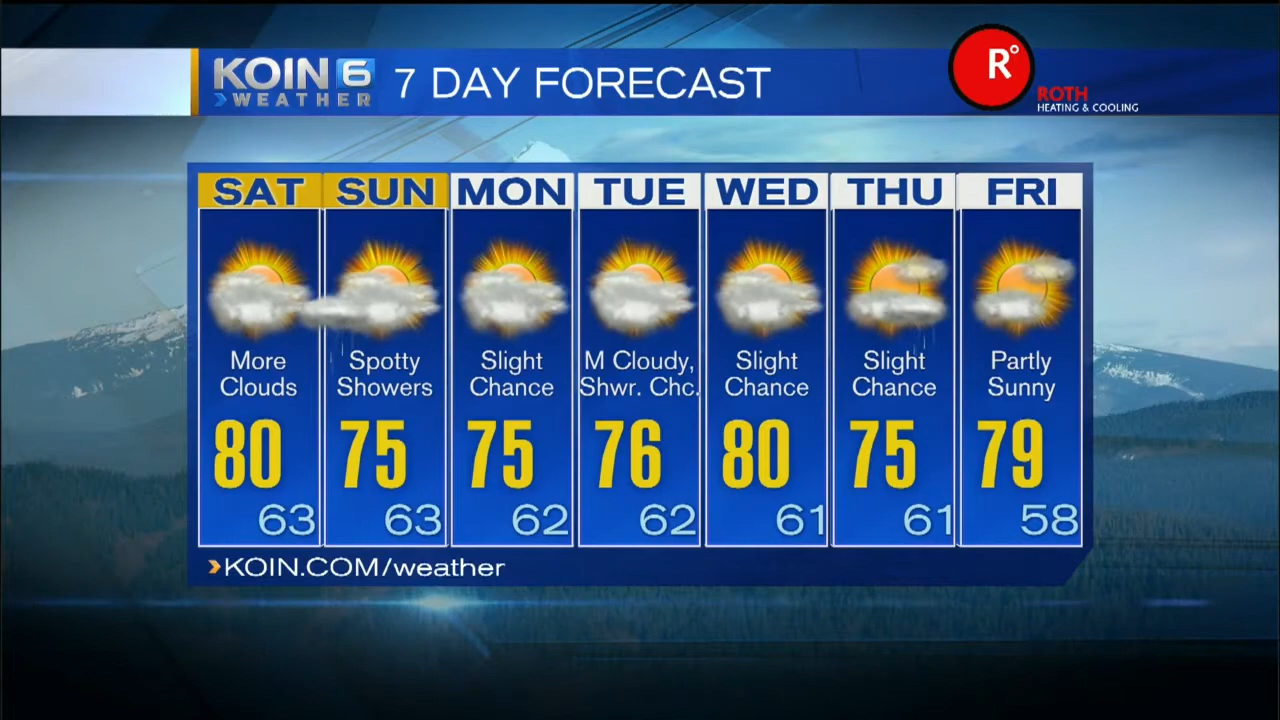 KOIN 6
WEATHER
7 DAY FORECAST
R°
ROTH
HEATING & COOLING
SAT SUN MON TUE WED THU FRI
More Clouds
Spotty Showers
Slight Chance
M Cloudy, Shwr. Chc.
Slight Chance
Slight Chance
Partly Sunny
80 75 75 76 80 75 79
63 63 62 62 61 61 58
KOIN.COM/weather